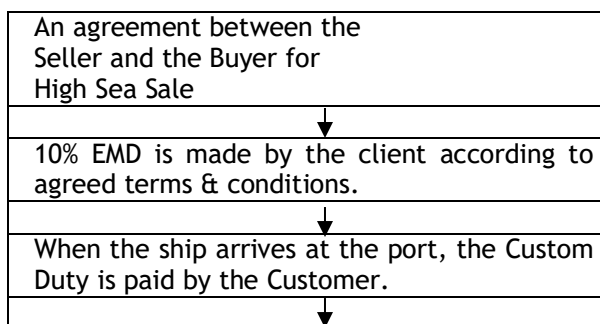 An agreement between the
Seller and the Buyer for
High Sea Sale
10% EMD is made by the client according to
agreed terms & conditions.
When the ship arrives at the port, the Custom
Duty is paid by the Customer.